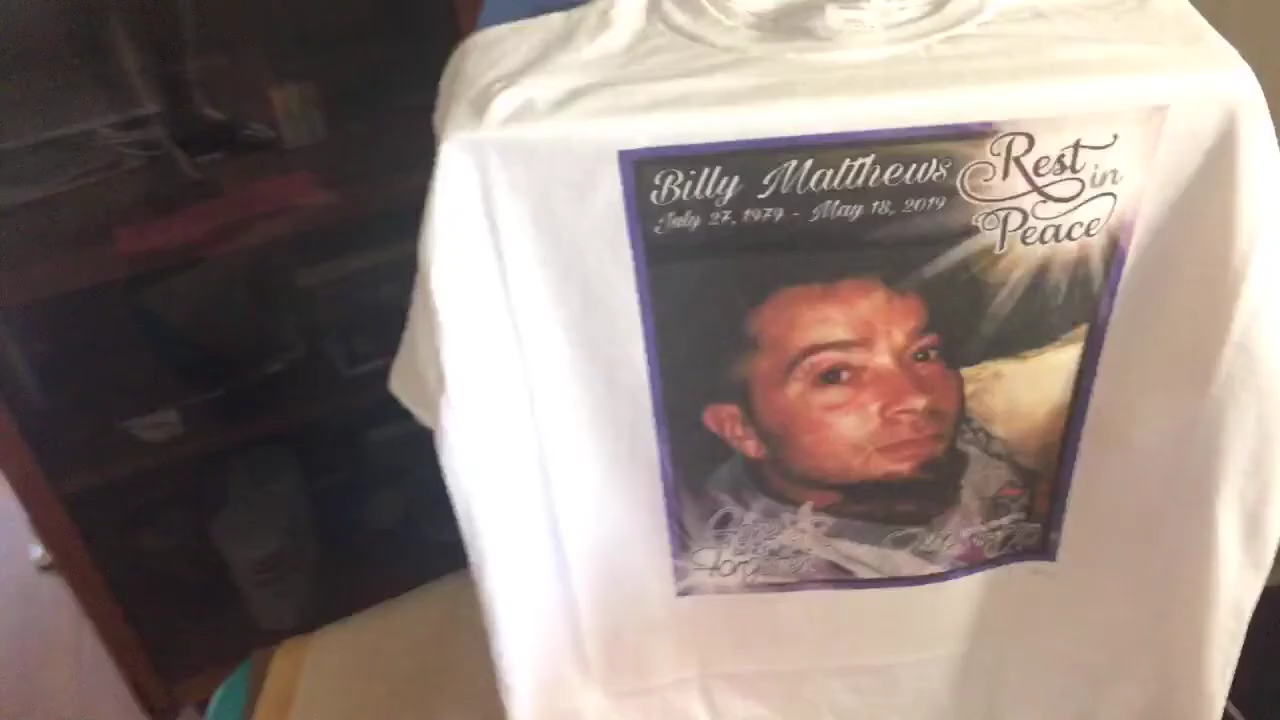 Billy Matthews
July 27, 1979 - May 18, 2019
Rest
in
Peace